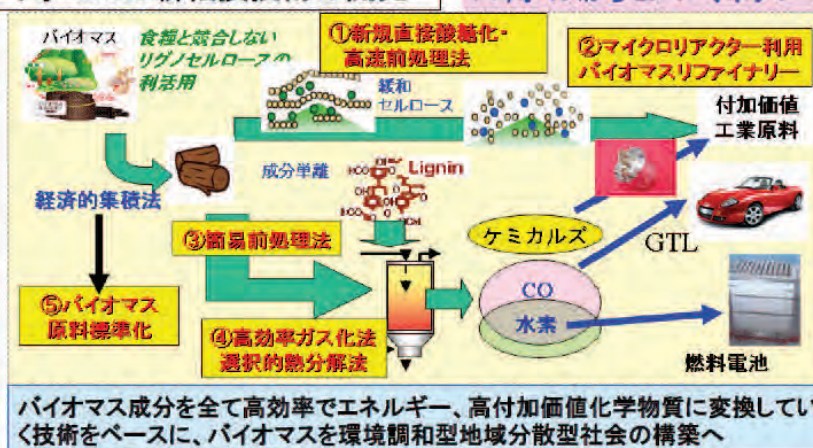 バイオマス
食糧と競合しない
リグノセルロースの
利活用
①新規直接酸糖化・
高速前処理法
②マイクロリアクター利用
バイオマスリファイナリー
緩和
セルロース
付加価値
工業原料
成分単離
Lignin
経済的集積法
③簡易前処理法
ケミカルズ
GTL
CO
水素
⑤バイオマス
原料標準化
④高効率ガス化法
選択的熱分解法
燃料電池
バイオマス成分を全て高効率でエネルギー、高付加価値化学物質に変換してい
く技術をベースに、バイオマスを環境調和型地域分散型社会の構築へ